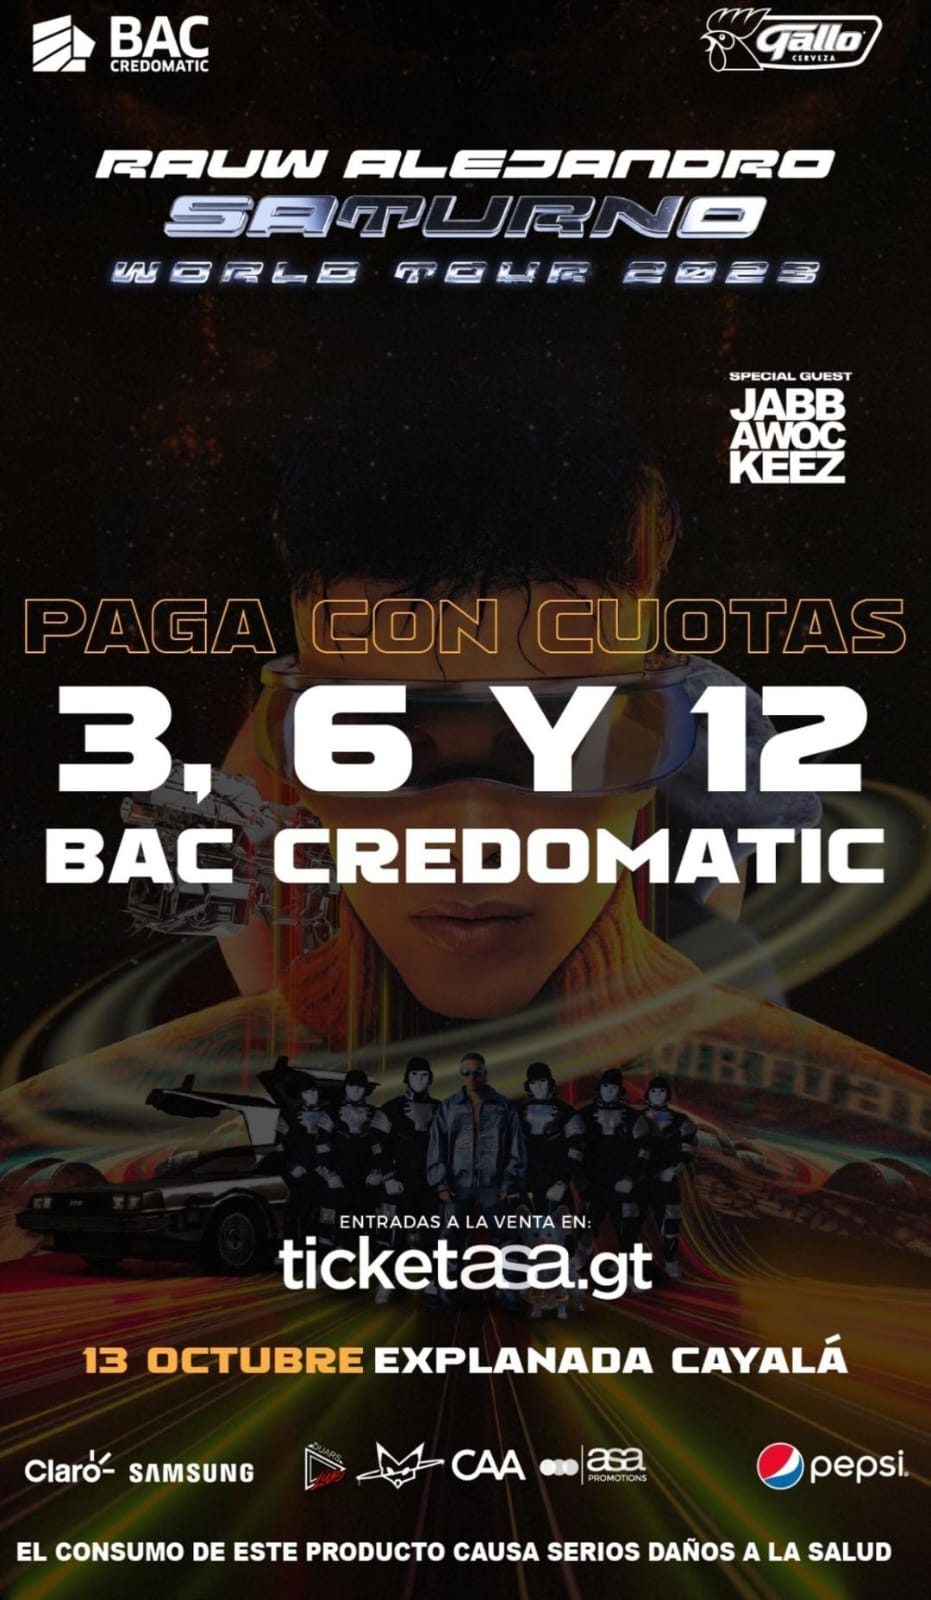 BAC
CREDOMATIC
Gallo
CERVEZA
RAUW ALEJANDRO
SATURNO
WORLD TOUR 2023
SPECIAL GUEST
JABB
AWOC
KEEZ
PAGA CON CUOTAS
3, 6 Y 12
BAC CREDOMATIC
ENTRADAS A LA VENTA EN:
ticketasa.gt
13 OCTUBRE EXPLANADA CAYALÁ
Claro SAMSUNG
DUARS
Live
CAA
asa
PROMOTIONS
pepsi
EL CONSUMO DE ESTE PRODUCTO CAUSA SERIOS DAÑOS A LA SALUD